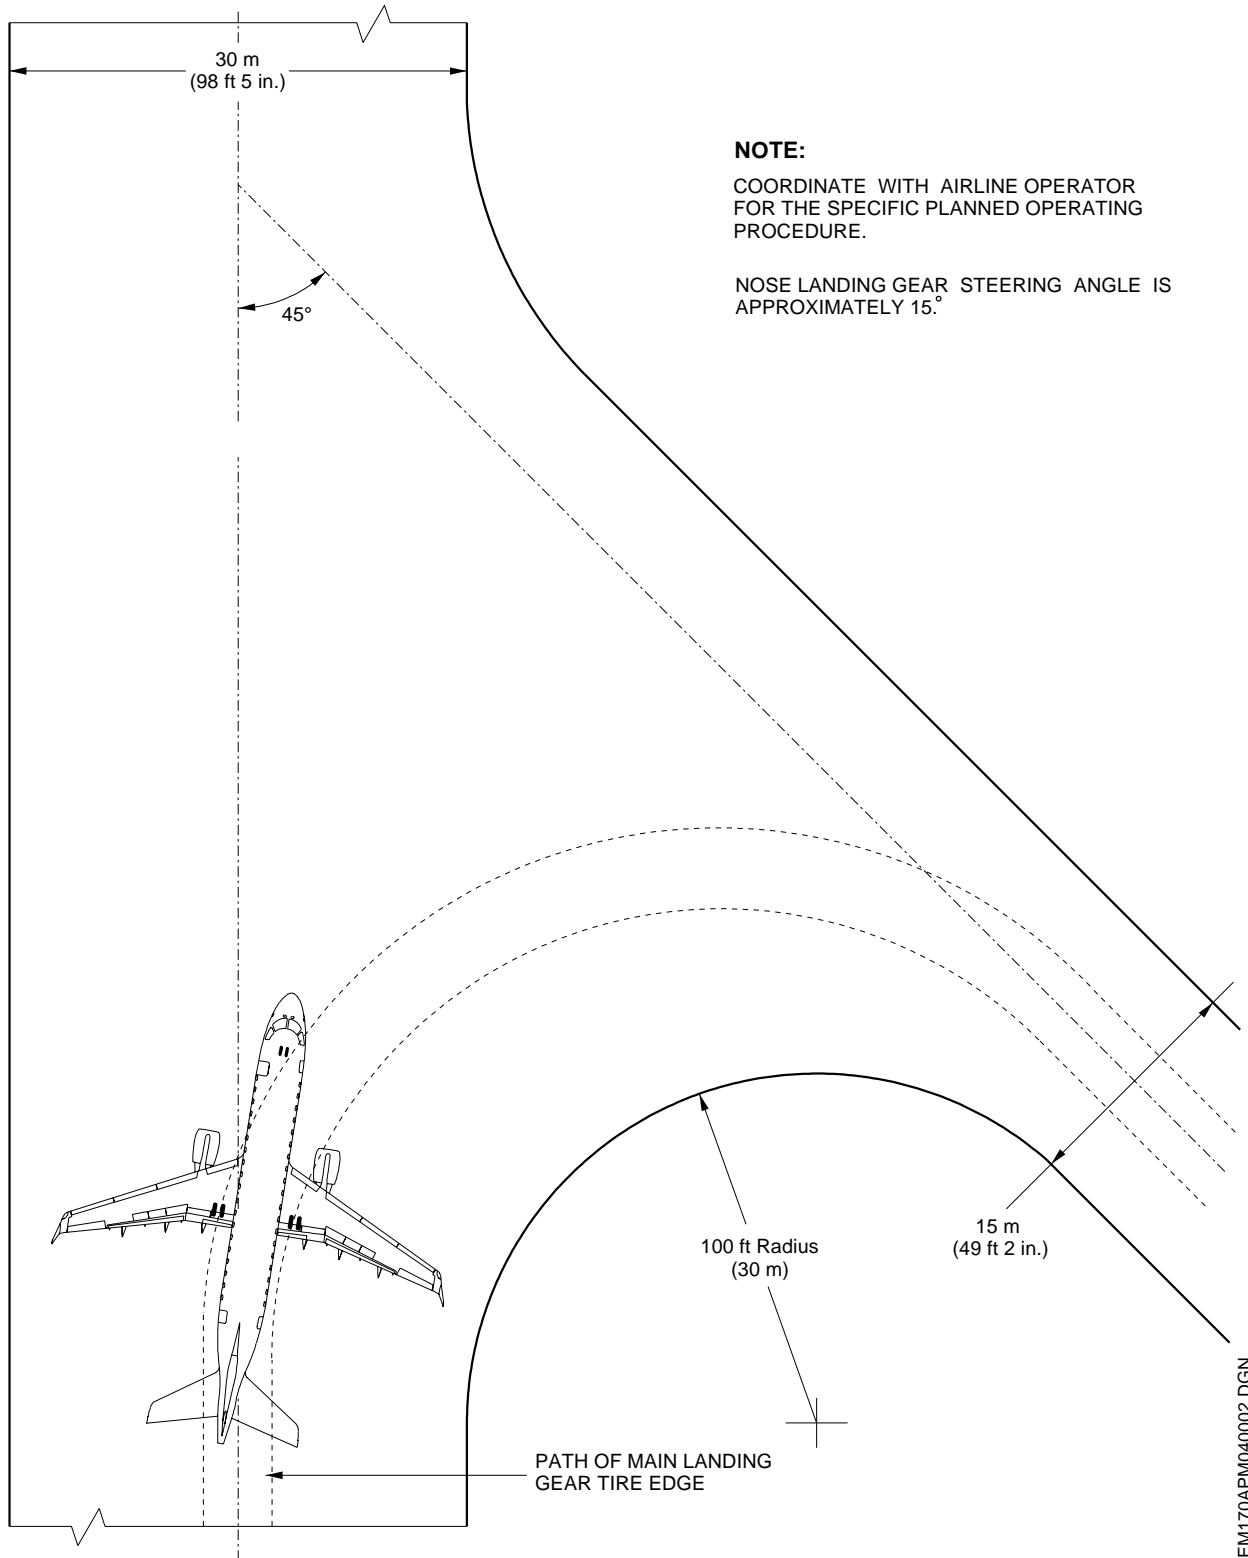 30 m
(98 ft 5 in.)
NOTE:
COORDINATE WITH AIRLINE OPERATOR
FOR THE SPECIFIC PLANNED OPERATING
PROCEDURE.
NOSE LANDING GEAR STEERING ANGLE IS
APPROXIMATELY 15.°
45°
100 ft Radius
(30 m)
15 m
(49 ft 2 in.)
PATH OF MAIN LANDING
GEAR TIRE EDGE
EM170APM040002.DGN